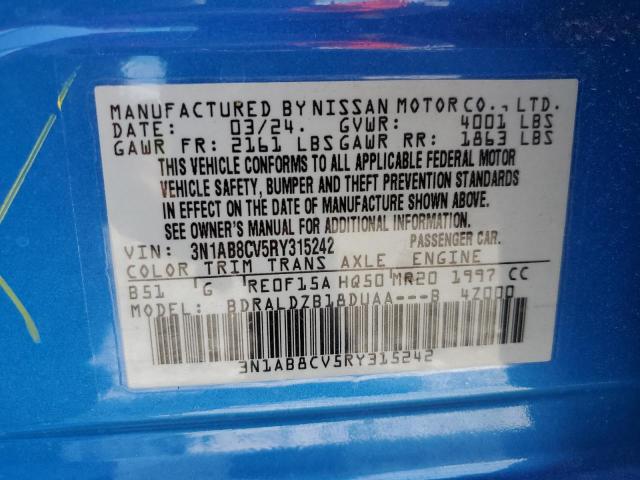 MANUFACTURED BY NISSAN MOTOR CO., LTD.
DATE: 03/24. GVWR: 4001 LBS
GAWR FR: 2161 LBS GAWR RR: 1863 LBS
THIS VEHICLE CONFORMS TO ALL APPLICABLE FEDERAL MOTOR
VEHICLE SAFETY, BUMPER AND THEFT PREVENTION STANDARDS
IN EFFECT ON THE DATE OF MANUFACTURE SHOWN ABOVE.
SEE OWNER'S MANUAL FOR ADDITIONAL INFORMATION.
VIN: 3N1AB8CV5RY315242 PASSENGER CAR.
COLOR TRIM TRANS AXLE ENGINE
B51 G RE0F15A HQ50 MR20 1997 CC
MODEL: BDRALDZB18DUAA---B 4Z000
3N1AB8CV5RY315242